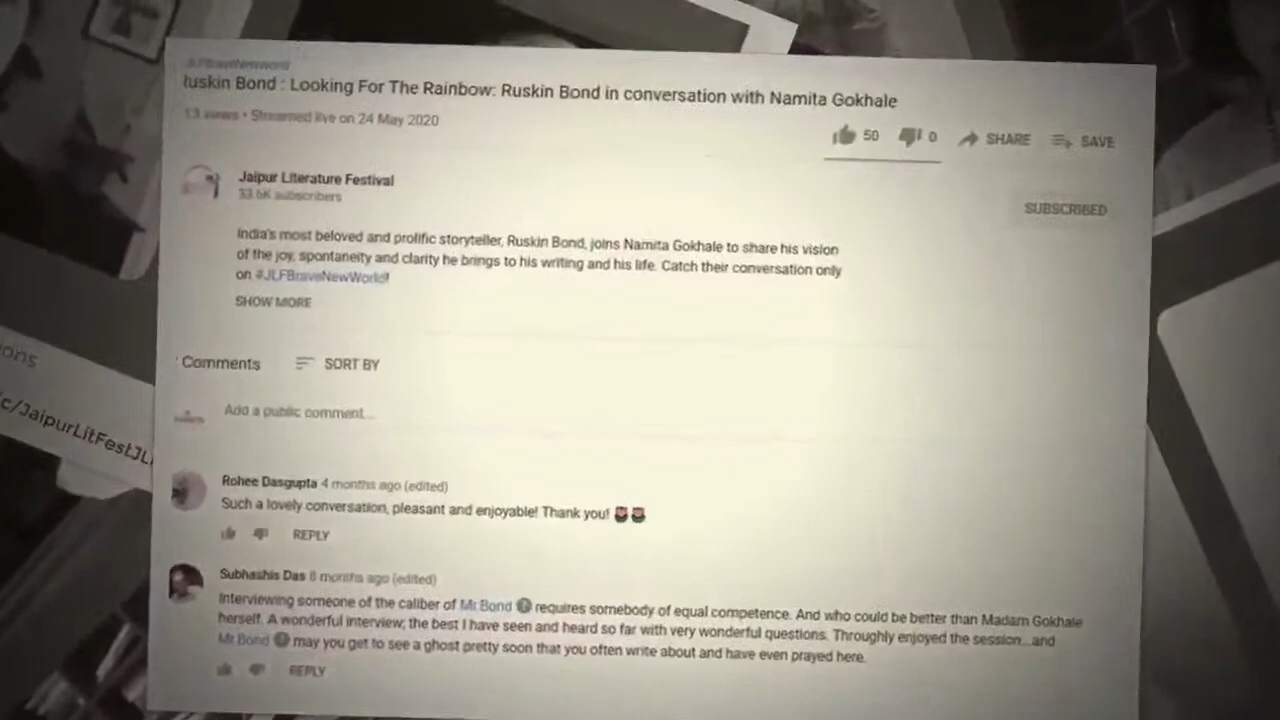 #JLFBraveNewWorld
Ruskin Bond : Looking For The Rainbow: Ruskin Bond in conversation with Namita Gokhale
views • Streamed live on 24 May 2020
50
0
SHARE
SAVE
Jaipur Literature Festival
33.6K subscribers
SUBSCRIBED
India's most beloved and prolific storyteller, Ruskin Bond, joins Namita Gokhale to share his vision
of the joy, spontaneity and clarity he brings to his writing and his life. Catch their conversation only
on #JLFBraveNewWorld!
SHOW MORE
Comments
SORT BY
Add a public comment...
Rohee Dasgupta 4 months ago (edited)
Such a lovely conversation, pleasant and enjoyable! Thank you!
REPLY
Subhashis Das 8 months ago (edited)
Interviewing someone of the caliber of Mr.Bond requires somebody of equal competence. And who could be better than Madam Gokhale
herself. A wonderful interview; the best I have seen and heard so far with very wonderful questions. Throughly enjoyed the session...and
Mr.Bond may you get to see a ghost pretty soon that you often write about and have even prayed here.
REPLY
ons
c/JaipurLitFestJL